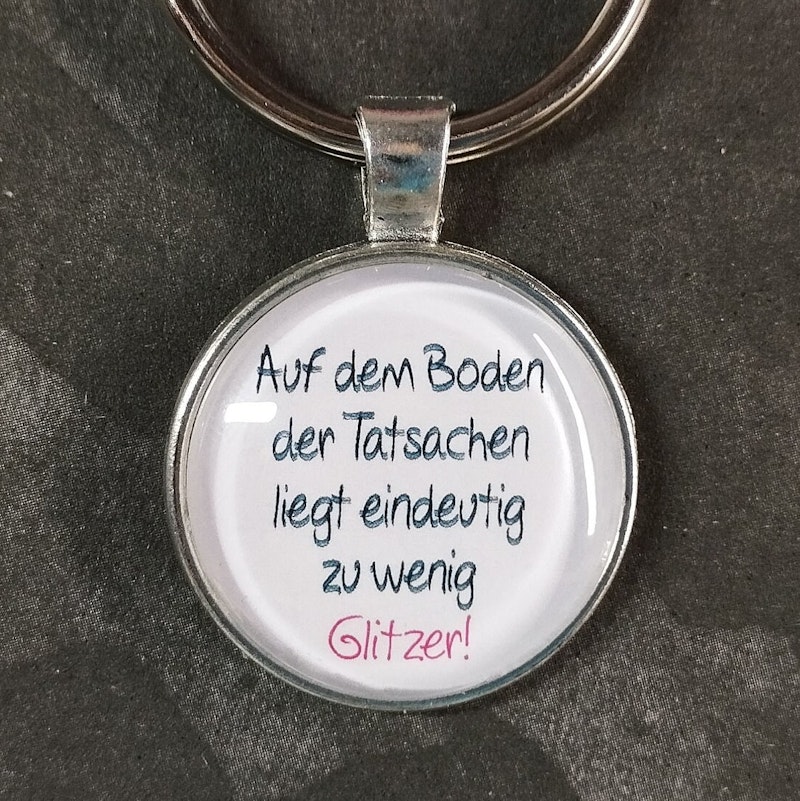 Auf dem Boden
der Tatsachen
liegt eindeutig
zu wenig
Glitzer!